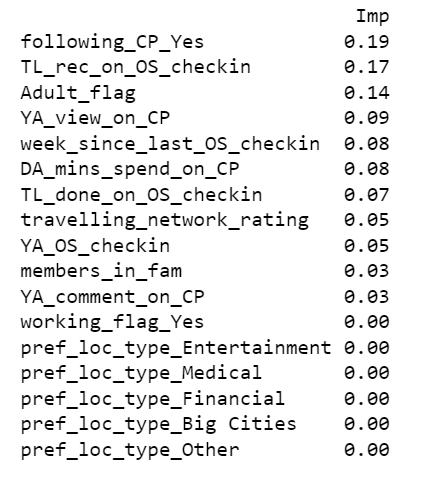 Imp
following_CP_Yes 0.19
TL_rec_on_OS_checkin 0.17
Adult_flag 0.14
YA_view_on_CP 0.09
week_since_last_OS_checkin 0.08
DA_mins_spend_on_CP 0.08
TL_done_on_OS_checkin 0.07
travelling_network_rating 0.05
YA_OS_checkin 0.05
members_in_fam 0.03
YA_comment_on_CP 0.03
working_flag_Yes 0.00
pref_loc_type_Entertainment 0.00
pref_loc_type_Medical 0.00
pref_loc_type_Financial 0.00
pref_loc_type_Big Cities 0.00
pref_loc_type_Other 0.00